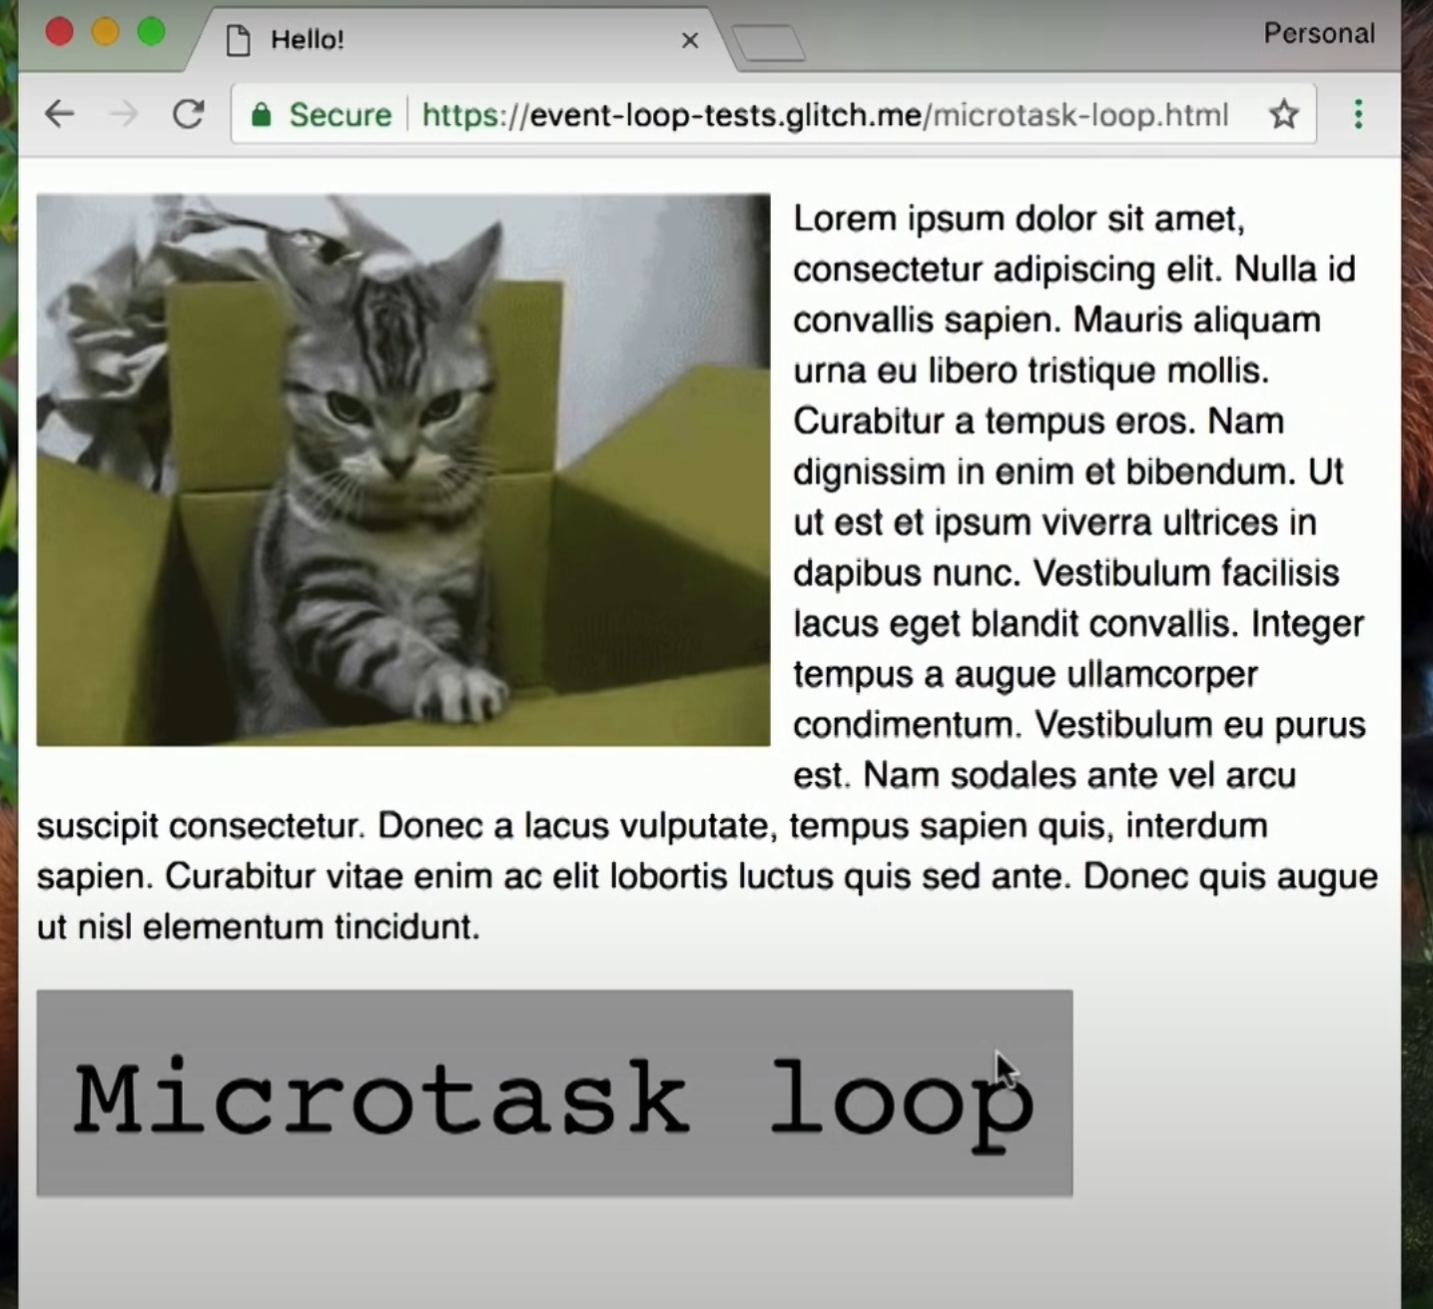 Hello!
Personal
Secure
https://event-loop-tests.glitch.me/microtask-loop.html
Lorem ipsum dolor sit amet,
consectetur adipiscing elit. Nulla id
convallis sapien. Mauris aliquam
urna eu libero tristique mollis.
Curabitur a tempus eros. Nam
dignissim in enim et bibendum. Ut
ut est et ipsum viverra ultrices in
dapibus nunc. Vestibulum facilisis
lacus eget blandit convallis. Integer
tempus a augue ullamcorper
condimentum. Vestibulum eu purus
est. Nam sodales ante vel arcu
suscipit consectetur. Donec a lacus vulputate, tempus sapien quis, interdum
sapien. Curabitur vitae enim ac elit lobortis luctus quis sed ante. Donec quis augue
ut nisl elementum tincidunt.
Microtask loop